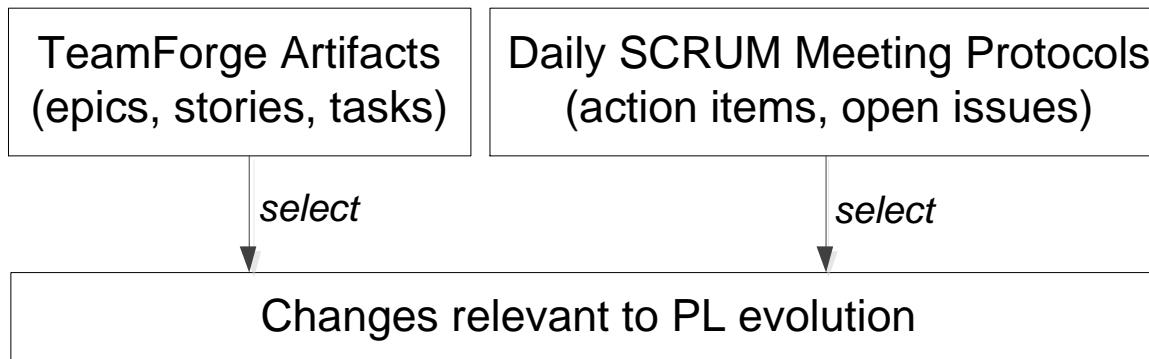 TeamForge Artifacts
(epics, stories, tasks)
Daily SCRUM Meeting Protocols
(action items, open issues)
select
select
Changes relevant to PL evolution